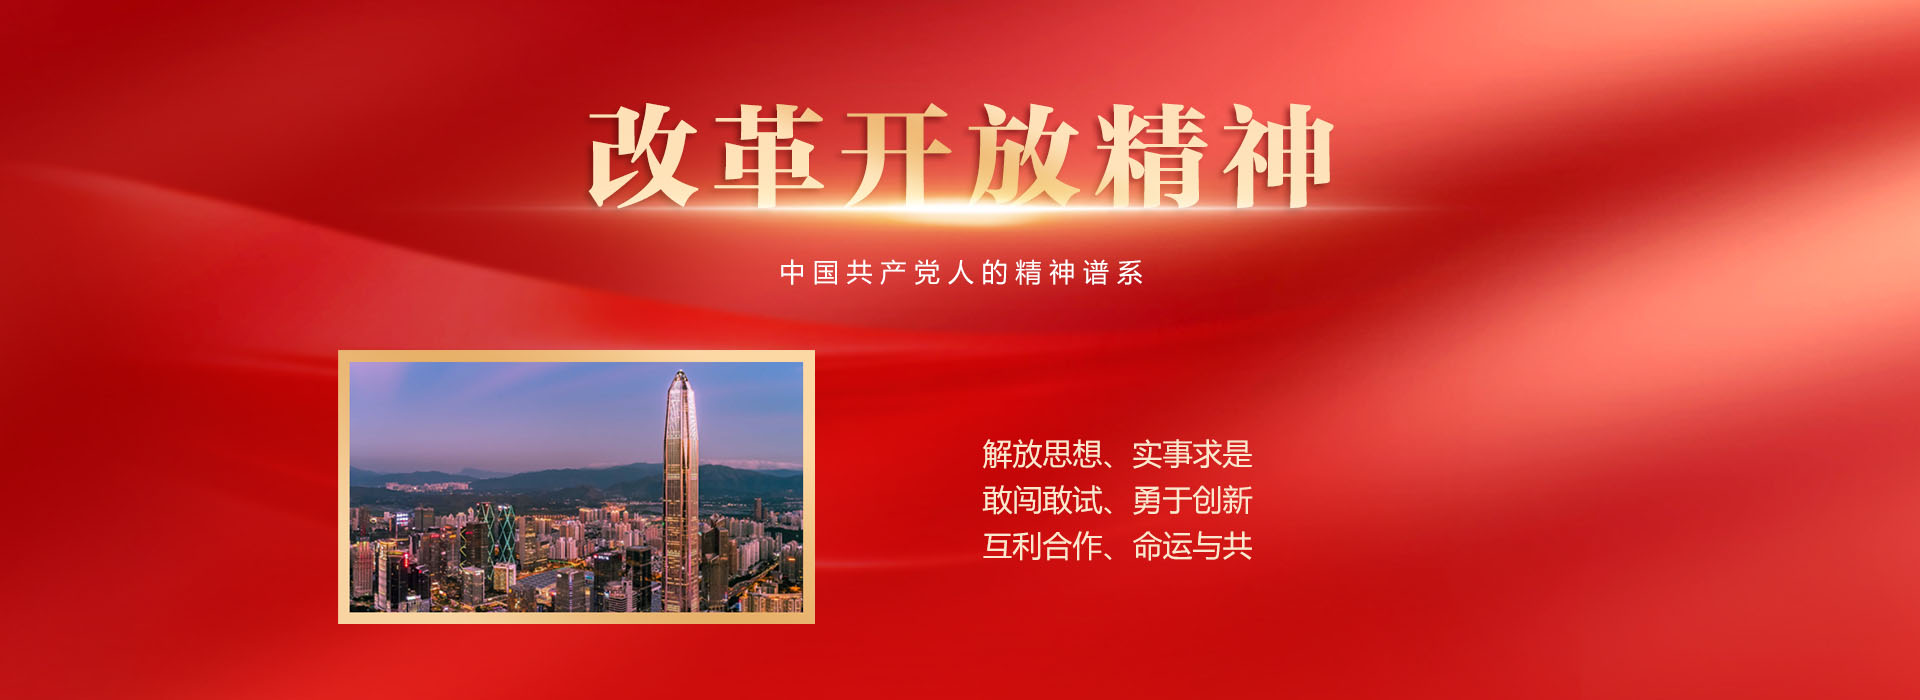 改革开放精神
中国共产党人的精神谱系
解放思想、实事求是
敢闯敢试、勇于创新
互利合作、命运与共